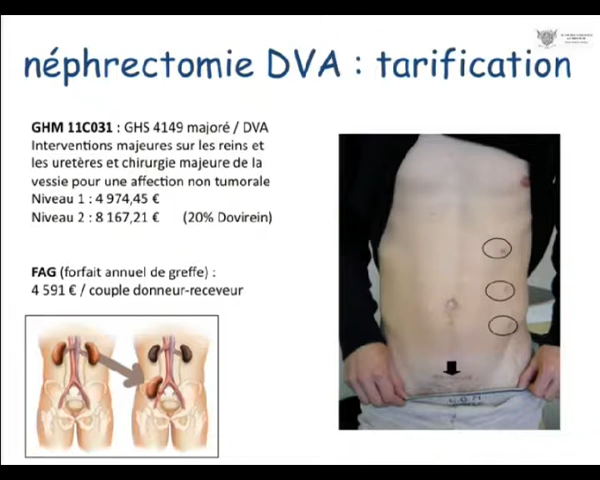 néphrectomie DVA : tarification
GHM 11C031 : GHS 4149 majoré / DVA
Interventions majeures sur les reins et
les uretères et chirurgie majeure de la
vessie pour une affection non tumorale
Niveau 1 : 4 974,45 €
Niveau 2 : 8 167,21 € (20% Dovirein)
FAG (forfait annuel de greffe) :
4 591 € / couple donneur-receveur